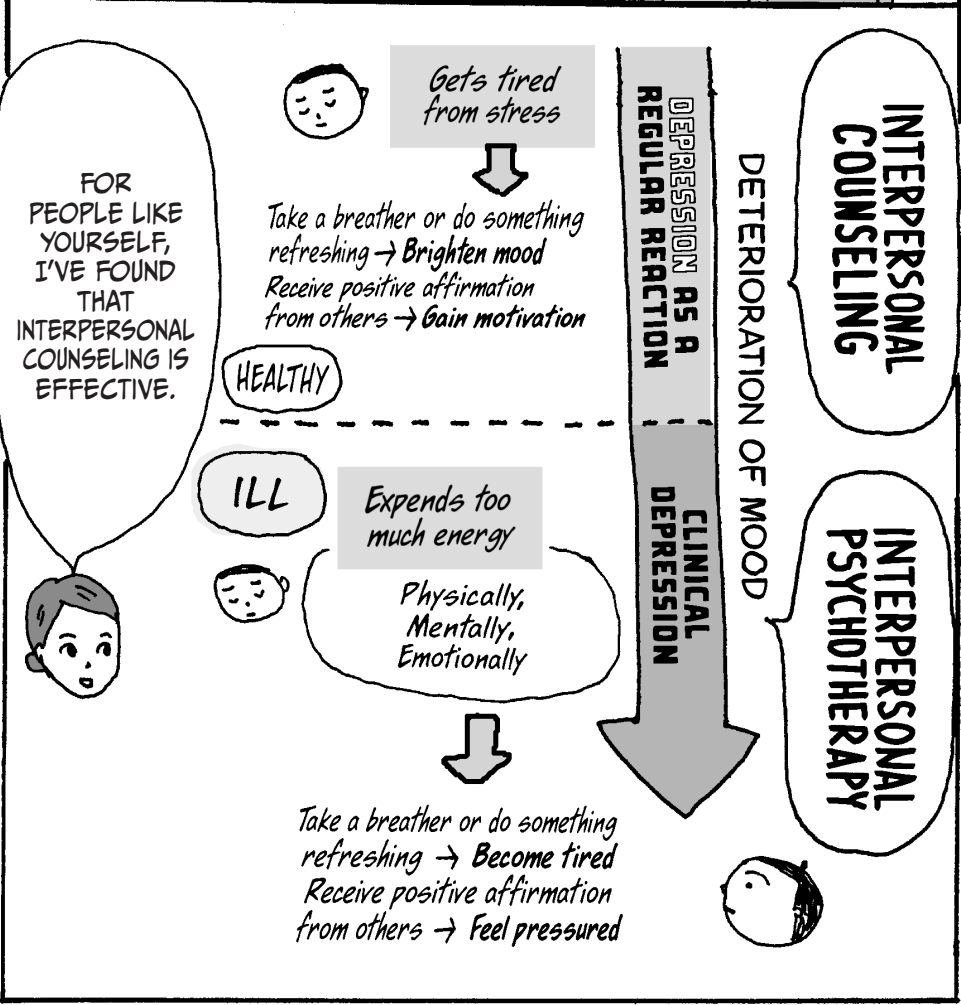 FOR
PEOPLE LIKE
YOURSELF,
I'VE FOUND
THAT
INTERPERSONAL
COUNSELING IS
EFFECTIVE.
Gets tired
from stress
Take a breather or do something
refreshing → Brighten mood
Receive positive affirmation
from others → Gain motivation
HEALTHY
ILL
Expends too
much energy
Physically,
Mentally,
Emotionally
Take a breather or do something
refreshing → Become tired
Receive positive affirmation
from others → Feel pressured
DEPRESSION AS A
REGULAR REACTION
CLINICAL
DEPRESSION
DETERIORATION OF MOOD
INTERPERSONAL
COUNSELING
INTERPERSONAL
PSYCHOTHERAPY